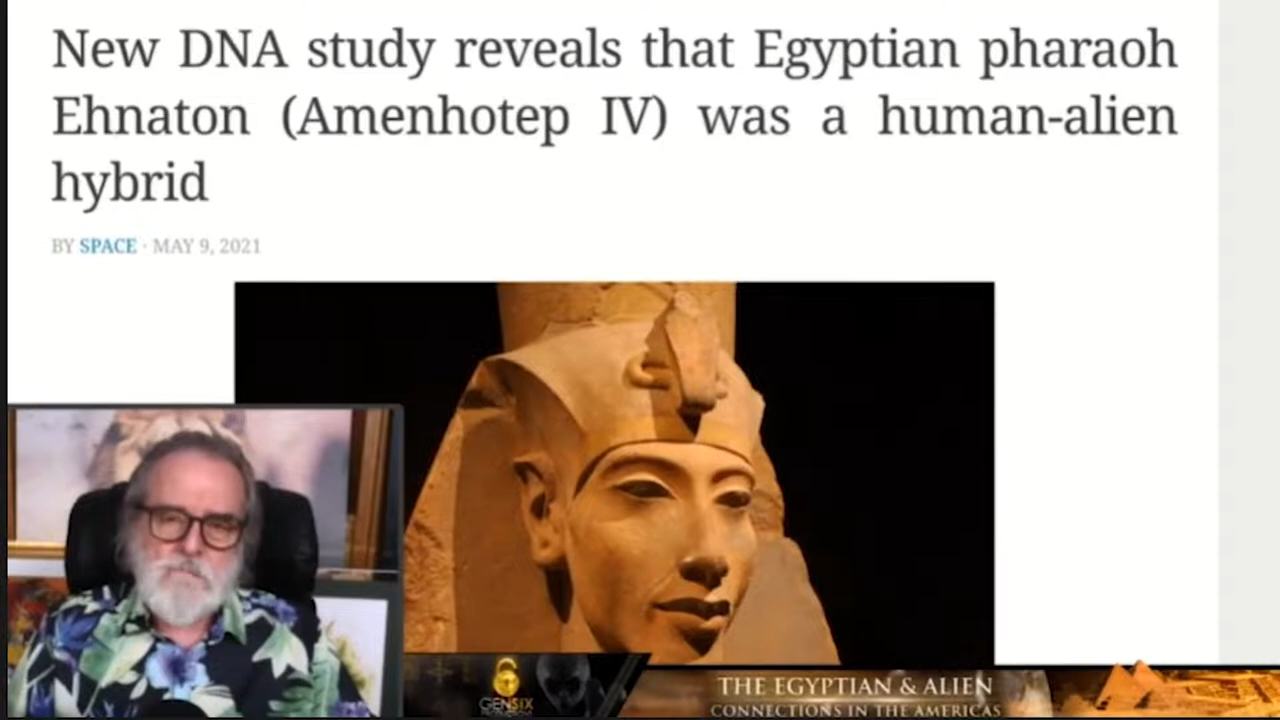 New DNA study reveals that Egyptian pharaoh
Ehnaton (Amenhotep IV) was a human-alien
hybrid
BY SPACE · MAY 9, 2021
GENSIX
THE EGYPTIAN & ALIEN
CONNECTIONS IN THE AMERICAS